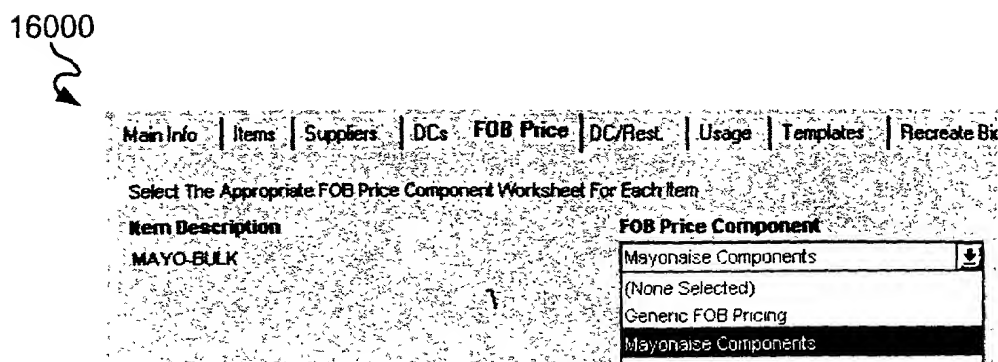 16000
Main Info Items Suppliers DCs FOB Price DC/Rest. Usage Templates Recreate Bid
Select The Appropriate FOB Price Component Worksheet For Each Item
Item Description FOB Price Component
MAYO-BULK Mayonaise Components
(None Selected)
Generic FOB Pricing
Mayonaise Components